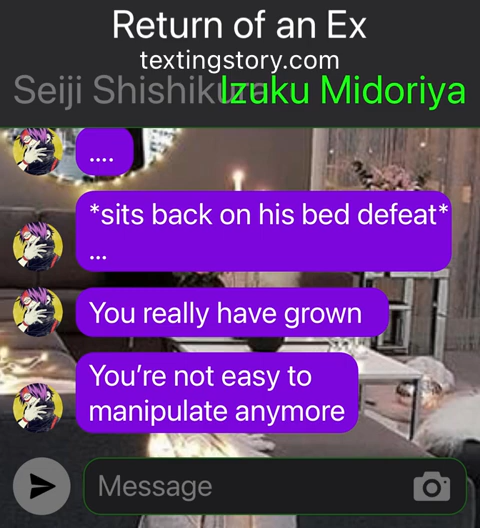 Return of an Ex
textingstory.com
Seiji Shishikura Izuku Midoriya
....
*sits back on his bed defeat*
...
You really have grown
You're not easy to
manipulate anymore
Message